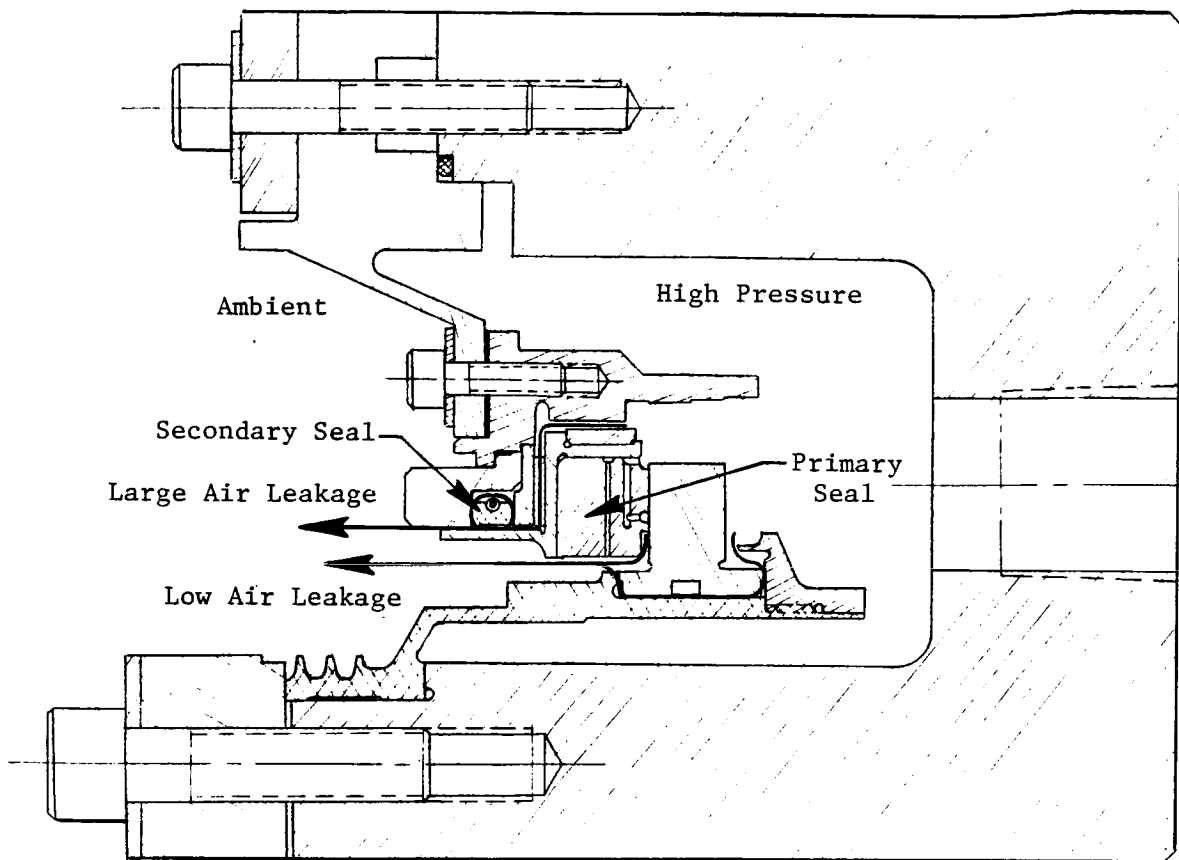 High Pressure
Ambient
Secondary Seal
Primary
Seal
Large Air Leakage
Low Air Leakage